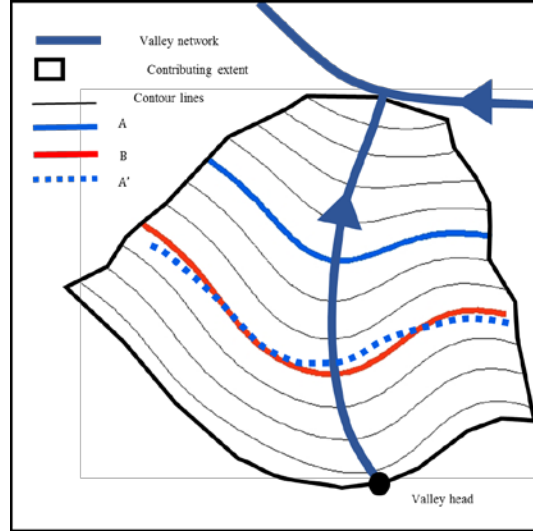 Valley network
Contributing extent
Contour lines
A
B
A'
Valley head